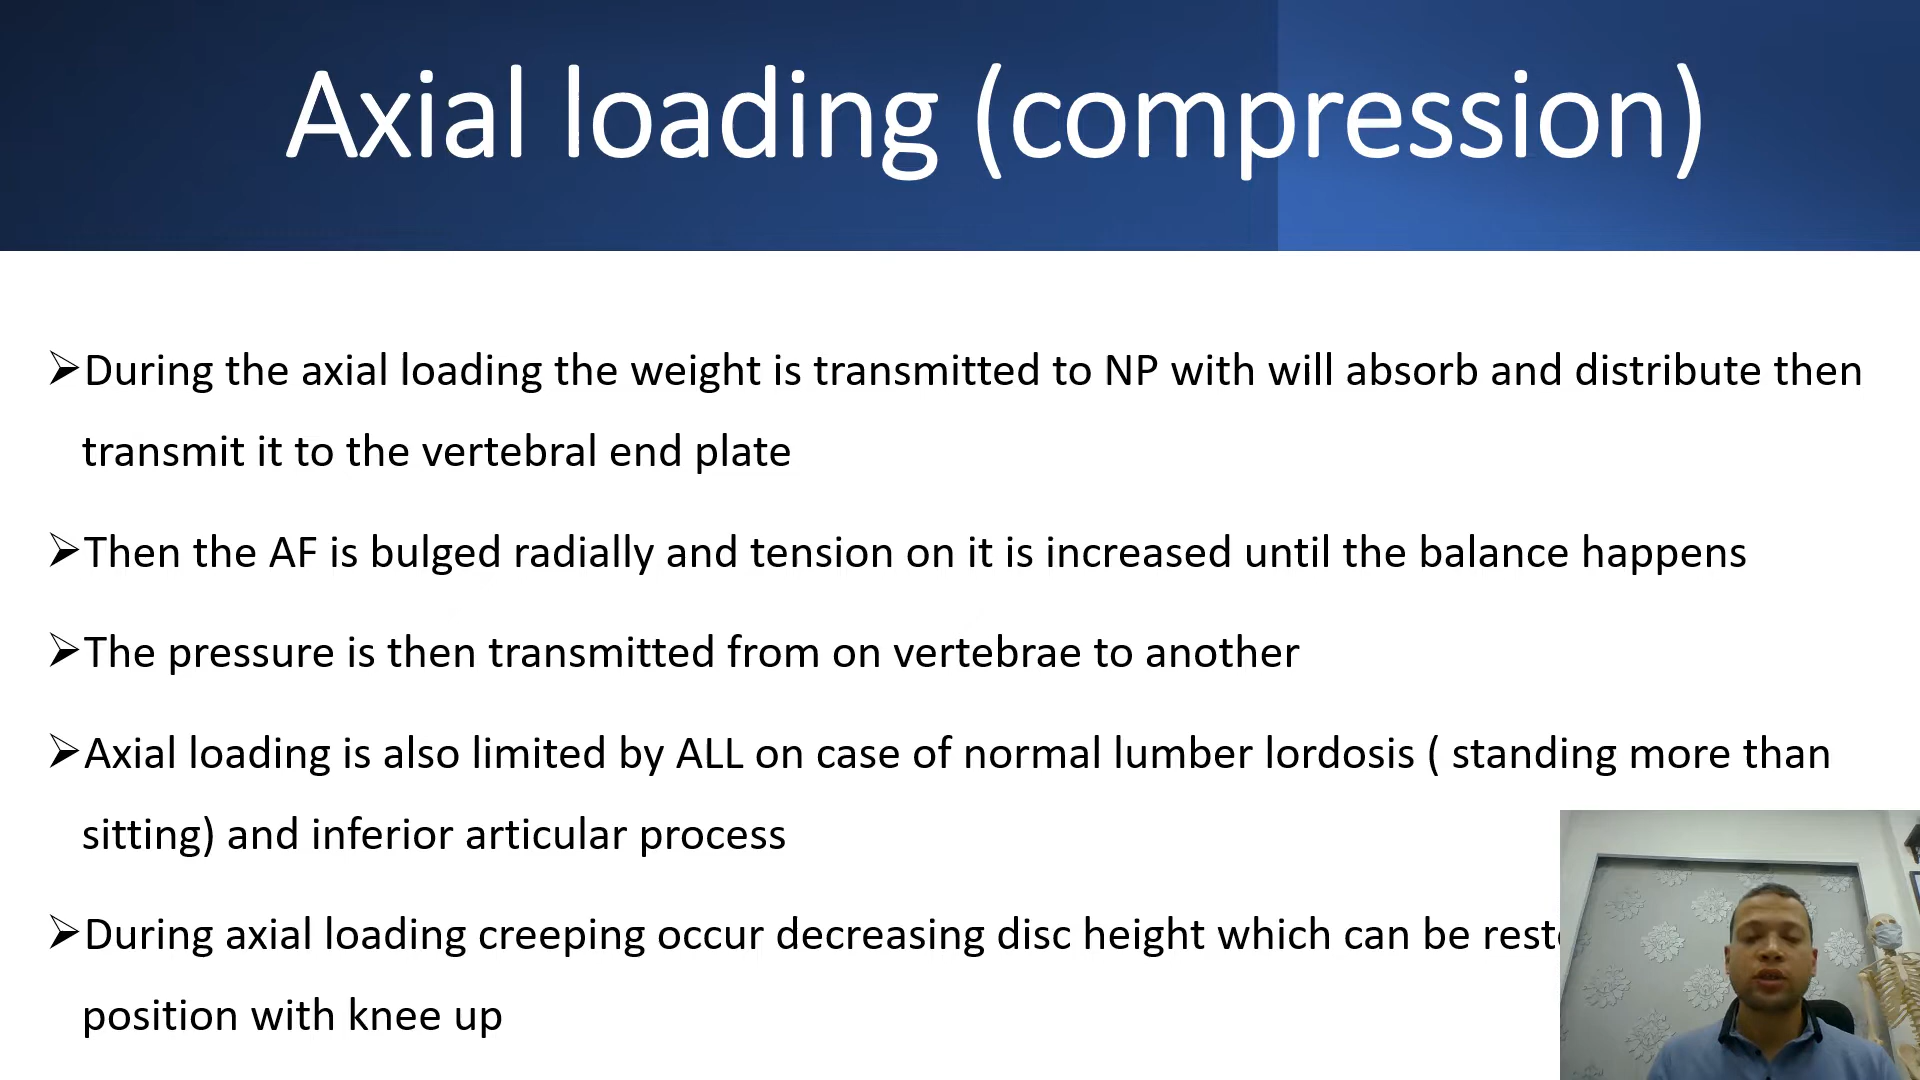 Axial loading (compression)
➢During the axial loading the weight is transmitted to NP with will absorb and distribute then
transmit it to the vertebral end plate
➢Then the AF is bulged radially and tension on it is increased until the balance happens
➢The pressure is then transmitted from on vertebrae to another
➢Axial loading is also limited by ALL on case of normal lumber lordosis ( standing more than
sitting) and inferior articular process
➢During axial loading creeping occur decreasing disc height which can be
position with knee up